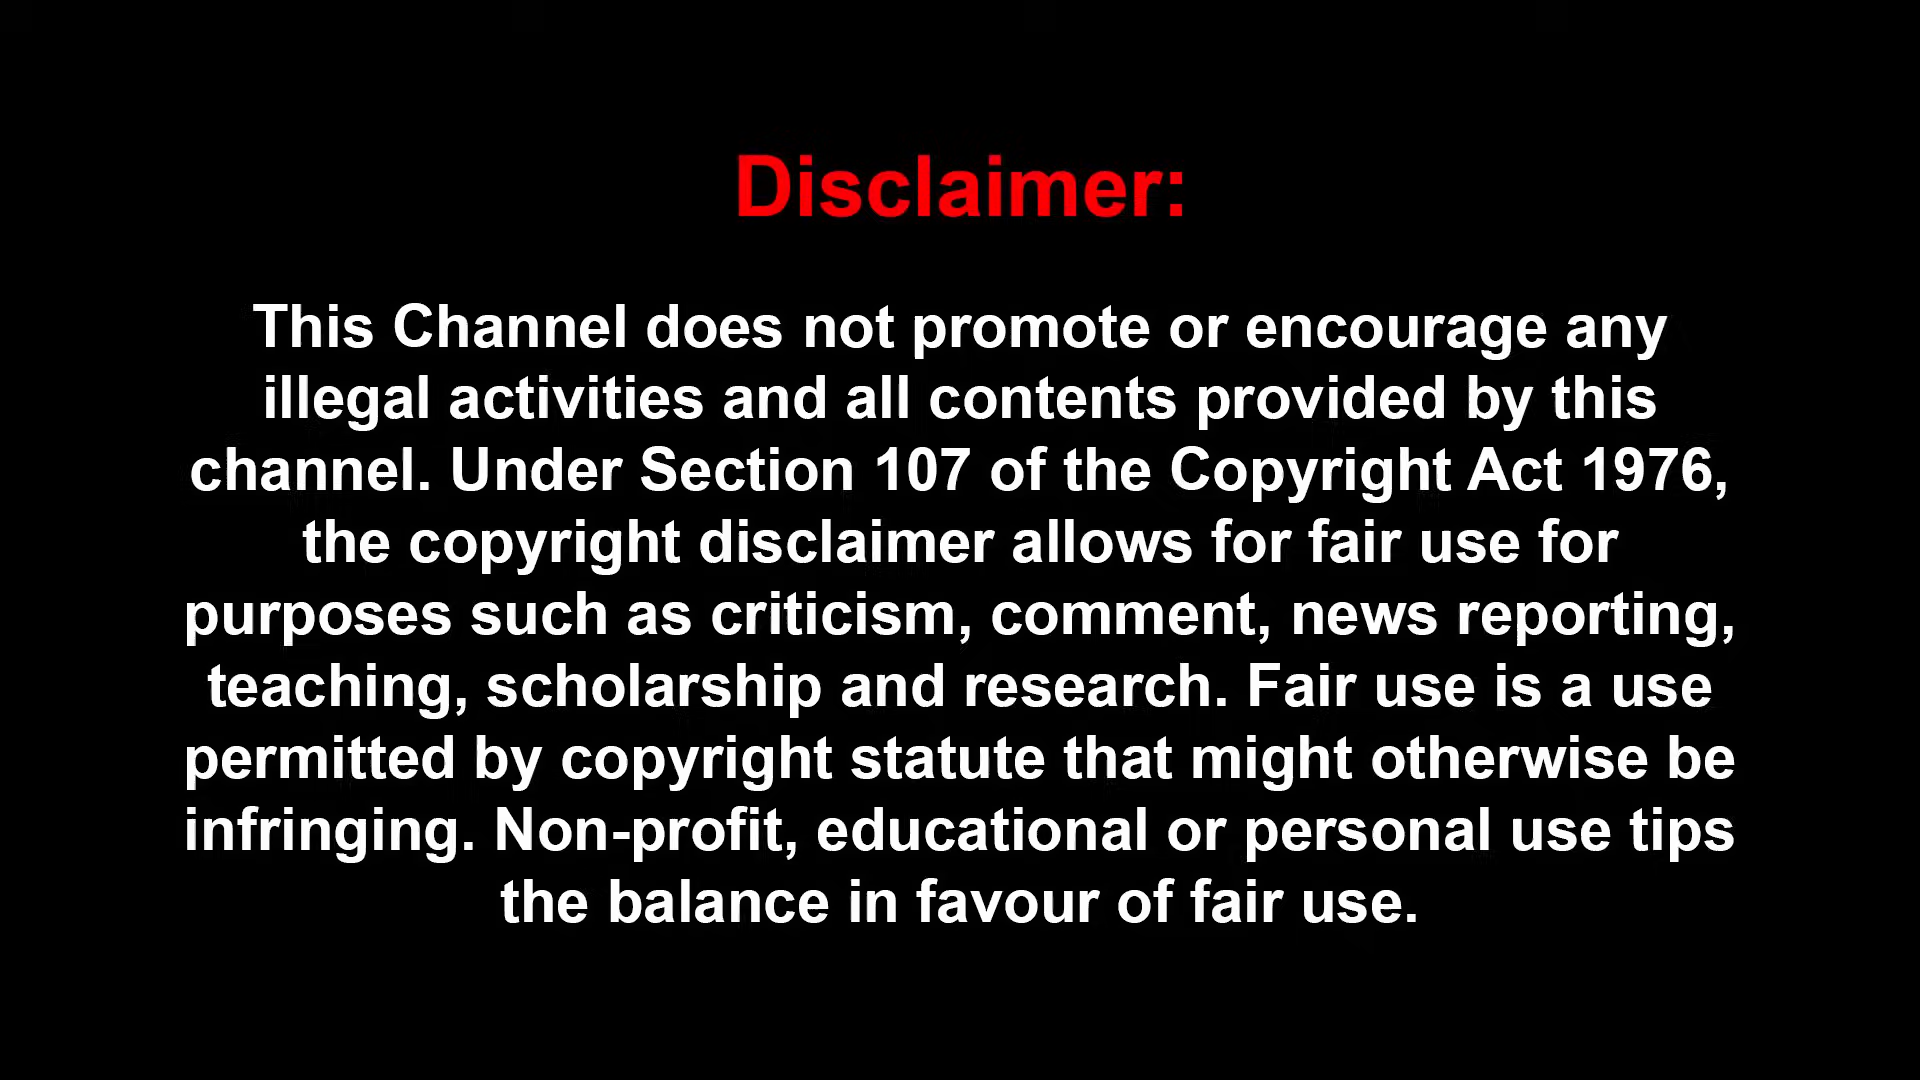 Disclaimer:
This Channel does not promote or encourage any
illegal activities and all contents provided by this
channel. Under Section 107 of the Copyright Act 1976,
the copyright disclaimer allows for fair use for
purposes such as criticism, comment, news reporting,
teaching, scholarship and research. Fair use is a use
permitted by copyright statute that might otherwise be
infringing. Non-profit, educational or personal use tips
the balance in favour of fair use.